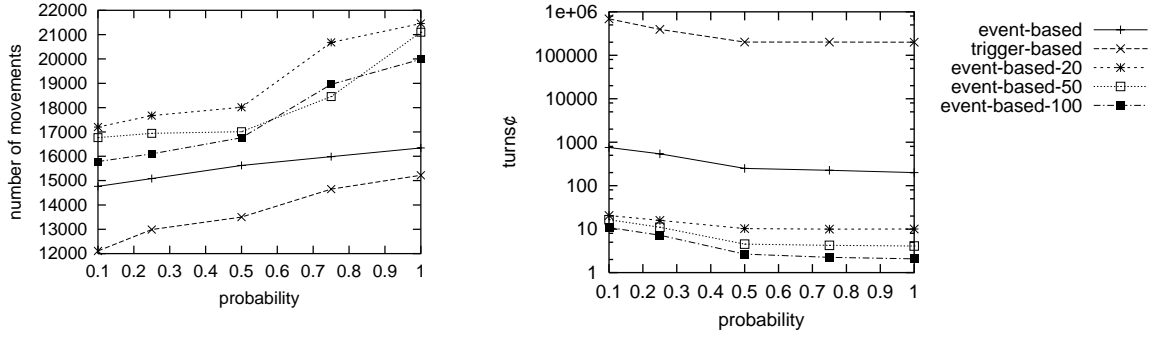 22000
21000
20000
19000
18000
17000
16000
15000
14000
13000
12000
0.1 0.2 0.3 0.4 0.5 0.6 0.7 0.8 0.9 1
probability
number of movements
1e+06
100000
10000
1000
100
10
1
0.1 0.2 0.3 0.4 0.5 0.6 0.7 0.8 0.9 1
probability
turns¢
event-based
trigger-based
event-based-20
event-based-50
event-based-100